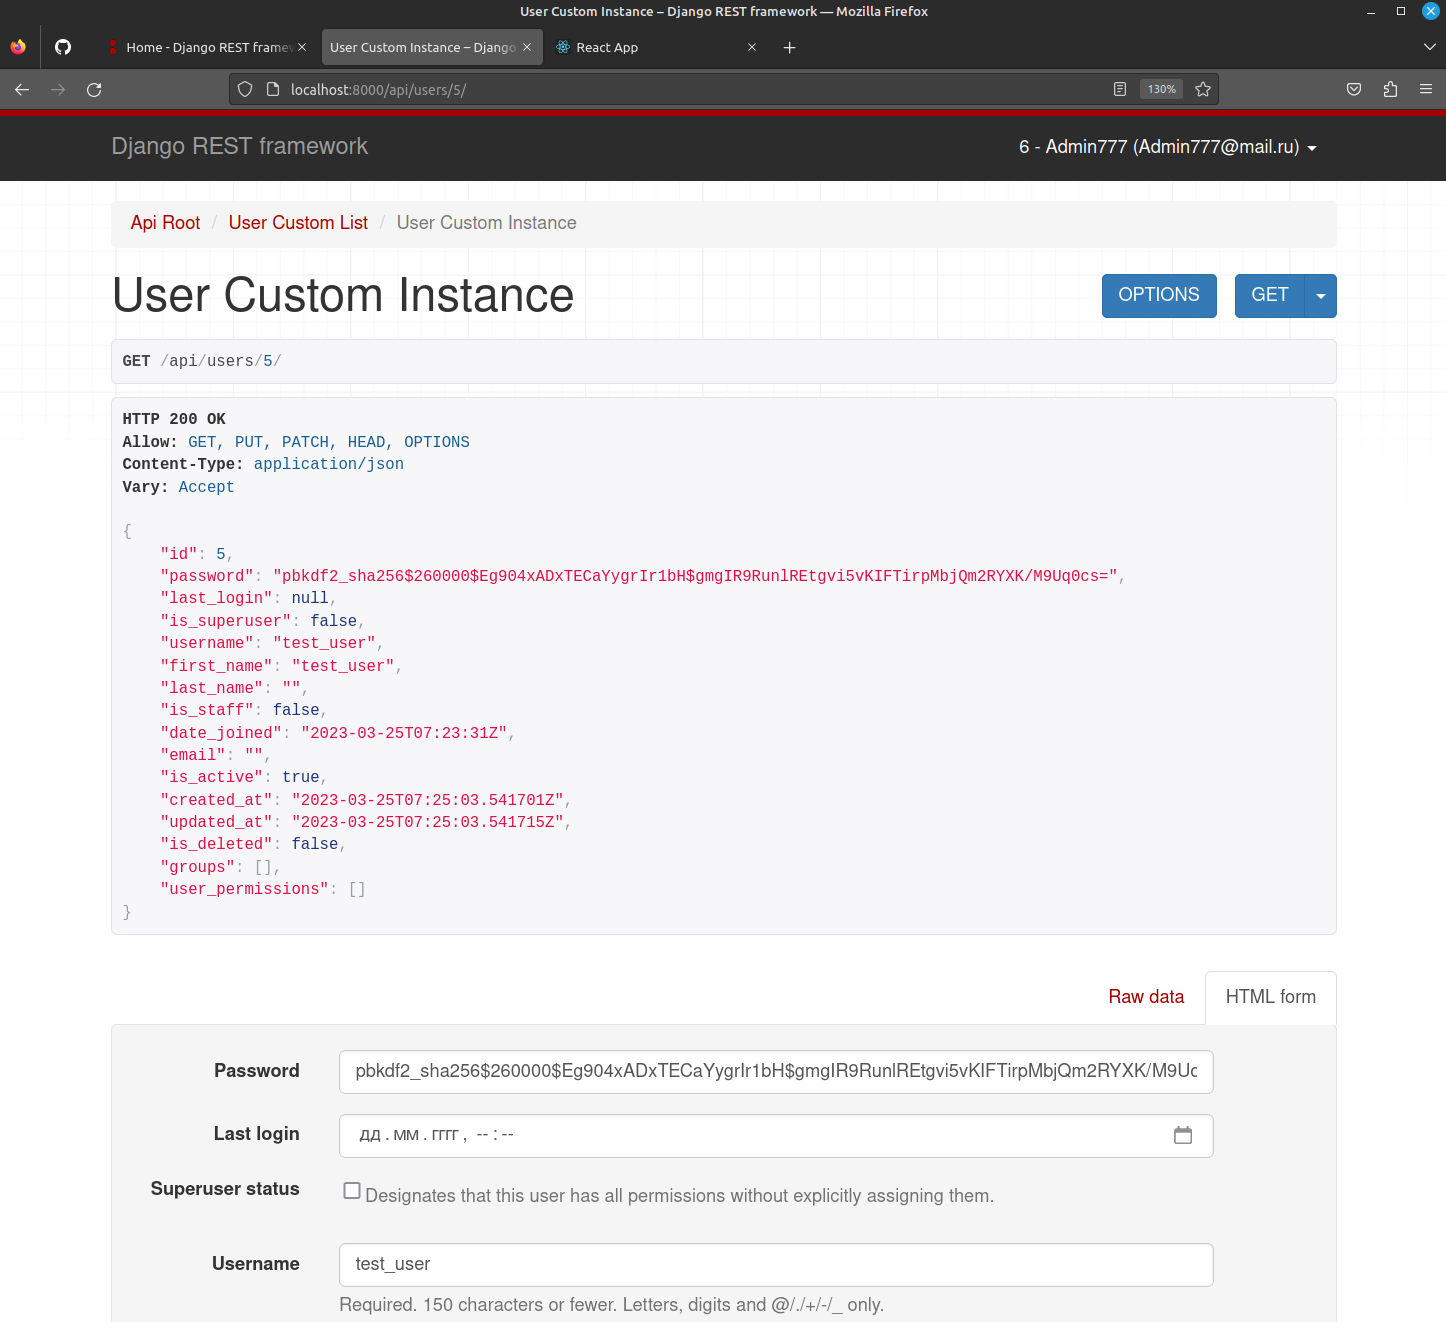 User Custom Instance – Django REST framework — Mozilla Firefox
Home - Django REST framew
User Custom Instance – Django
React App
localhost:8000/api/users/5/
130%
Django REST framework
6 - Admin777 (Admin777@mail.ru)
Api Root / User Custom List / User Custom Instance
User Custom Instance
OPTIONS
GET
GET /api/users/5/
HTTP 200 OK
Allow: GET, PUT, PATCH, HEAD, OPTIONS
Content-Type: application/json
Vary: Accept
{
"id": 5,
"password": "pbkdf2_sha256$260000$Eg904xADxTECaYygrIr1bH$gmgIR9RunlREtgvi5vKIFTirpMbjQm2RYXK/M9Uq0cs=",
"last_login": null,
"is_superuser": false,
"username": "test_user",
"first_name": "test_user",
"last_name": "",
"is_staff": false,
"date_joined": "2023-03-25T07:23:31Z",
"email": "",
"is_active": true,
"created_at": "2023-03-25T07:25:03.541701Z",
"updated_at": "2023-03-25T07:25:03.541715Z",
"is_deleted": false,
"groups": [],
"user_permissions": []
}
Raw data
HTML form
Password
pbkdf2_sha256$260000$Eg904xADxTECaYygrIr1bH$gmgIR9RunlREtgvi5vKIFTirpMbjQm2RYXK/M9Uc
Last login
дд . мм . гггг , -- : --
Superuser status
Designates that this user has all permissions without explicitly assigning them.
Username
test_user
Required. 150 characters or fewer. Letters, digits and @/./+/-/_ only.